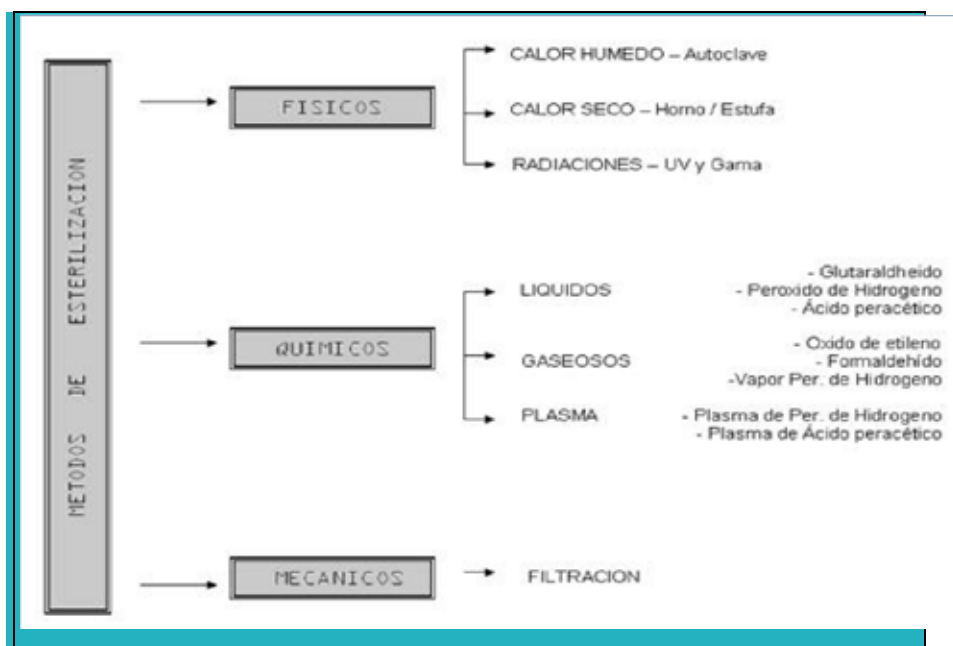 METODOS DE ESTERILIZACION
FISICOS
CALOR HUMEDO – Autoclave
CALOR SECO – Horno / Estufa
RADIACIONES – UV y Gama
QUIMICOS
LIQUIDOS
- Glutaraldheido
- Peroxido de Hidrogeno
- Ácido peracético
GASEOSOS
- Oxido de etileno
- Formaldehído
-Vapor Per. de Hidrogeno
PLASMA
- Plasma de Per. de Hidrogeno
- Plasma de Ácido peracético
MECANICOS
FILTRACION